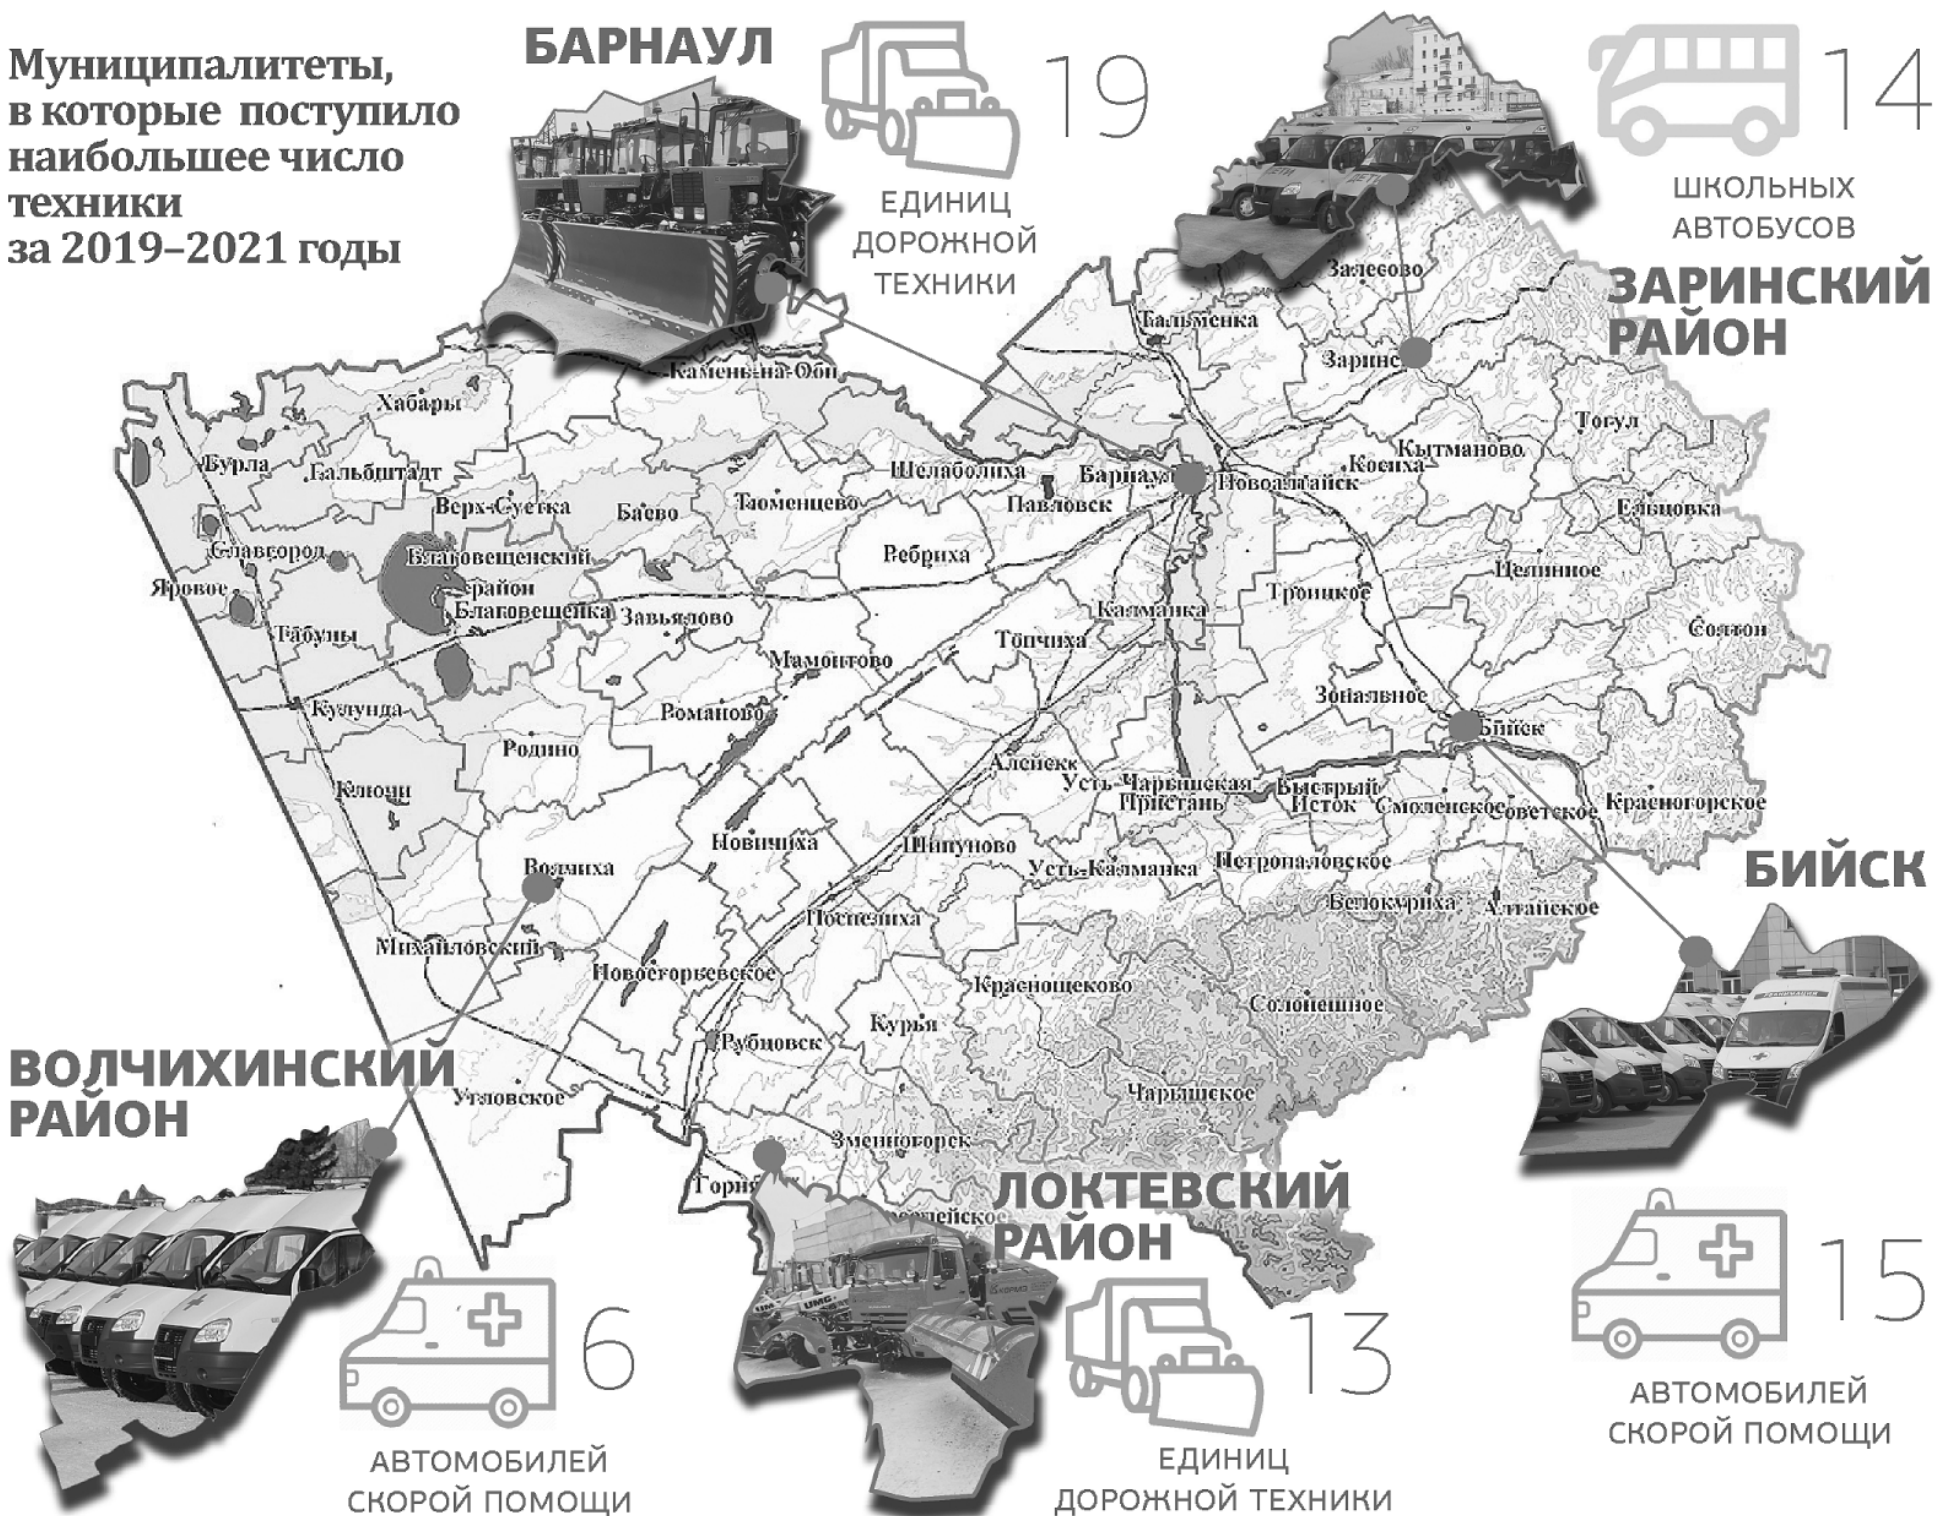 Муниципалитеты,
в которые поступило
наибольшее число
техники
за 2019–2021 годы
БАРНАУЛ
19
ЕДИНИЦ
ДОРОЖНОЙ
ТЕХНИКИ
14
ШКОЛЬНЫХ
АВТОБУСОВ
ЗАРИНСКИЙ
РАЙОН
Залесово
Тальменка
Заринс
Камень-на-Оби
Хабары
Тогул
Кытманово
Косиха
Бурла
Гальбштадт
Шелаболиха
Барнаул
Новоалтайск
Верх-Суетка
Баево
Тюменцево
Павловск
Ельцовка
Славгород
Благовещенский
район
Ребриха
Целинное
Яровое
Благовещенка
Завьялово
Калманка
Троицкое
Табуны
Топчиха
Солтон
Мамонтово
Кулунда
Романово
Зональное
Бийск
Родино
Алейск
Ключи
Усть-Чарышская
Пристань
Быстрый
Исток
Смоленское
Советское
Красногорское
Новичиха
Шипуново
Волчиха
Усть-Калманка
Петропаловское
БИЙСК
Поспелиха
Белокуриха
Алтайское
Михайловский
Новоегорьевское
Краснощеково
Солонешное
Курья
Рубцовск
ВОЛЧИХИНСКИЙ
РАЙОН
Угловское
Чарышское
Змеиногорск
Горня
ЛОКТЕВСКИЙ
РАЙОН
6
АВТОМОБИЛЕЙ
СКОРОЙ ПОМОЩИ
13
ЕДИНИЦ
ДОРОЖНОЙ ТЕХНИКИ
15
АВТОМОБИЛЕЙ
СКОРОЙ ПОМОЩИ